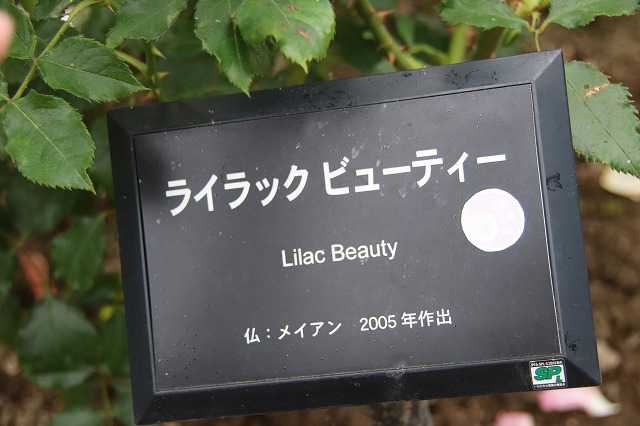 ライラック ビューティー
Lilac Beauty
仏：メイアン　2005 年作出
SP